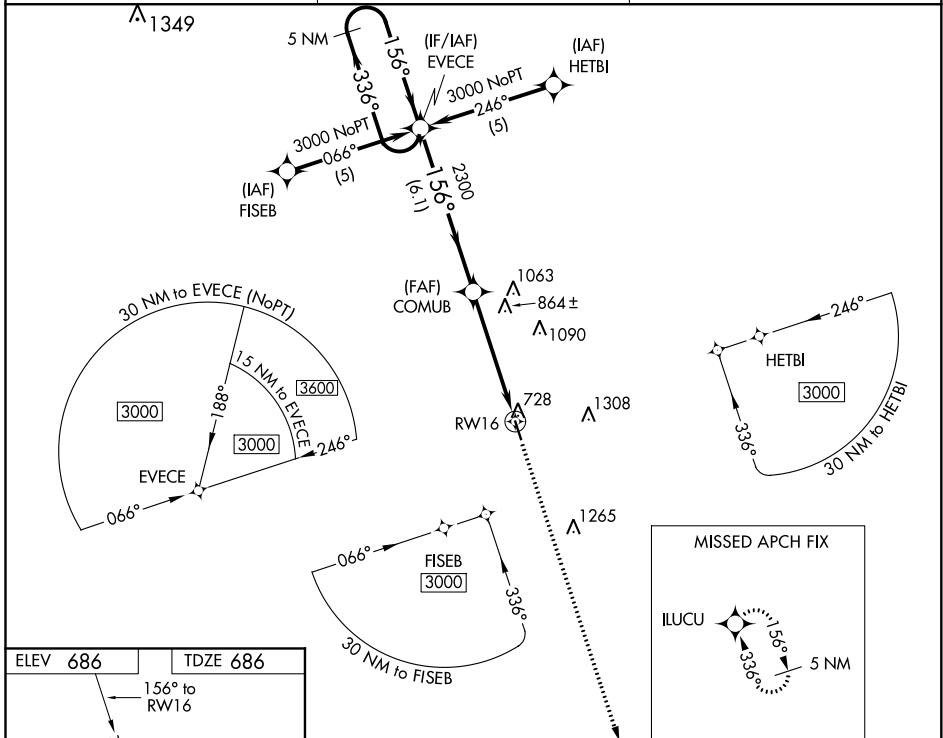 1349
5 NM
156°
336°
(IF/IAF)
EVECE
(IAF)
HETBI
3000 NoPT
246°
(5)
3000 NoPT
066°
(5)
(IAF)
FISEB
2300
156°
(6.1)
(FAF)
COMUB
1063
864 ±
1090
728
RW16
1308
1265
30 NM to EVECE (NoPT)
15 NM to EVECE
3600
3000
188°
3000
246°
EVECE
066°
246°
HETBI
3000
336°
30 NM to HETBI
066°
FISEB
3000
336°
30 NM to FISEB
MISSED APCH FIX
ILUCU
156°
336°
5 NM
ELEV 686
TDZE 686
156° to
RW16